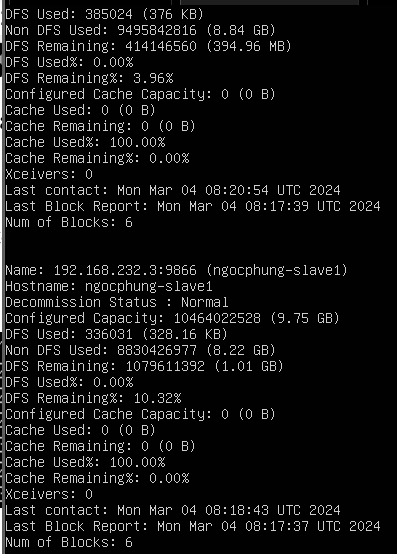 DFS Used: 385024 (376 KB)
Non DFS Used: 9495842816 (8.84 GB)
DFS Remaining: 414146560 (394.96 MB)
DFS Used%: 0.00%
DFS Remaining%: 3.96%
Configured Cache Capacity: 0 (0 B)
Cache Used: 0 (0 B)
Cache Remaining: 0 (0 B)
Cache Used%: 100.00%
Cache Remaining%: 0.00%
Xceivers: 0
Last contact: Mon Mar 04 08:20:54 UTC 2024
Last Block Report: Mon Mar 04 08:17:39 UTC 2024
Num of Blocks: 6
Name: 192.168.232.3:9866 (ngocphung-slave1)
Hostname: ngocphung-slave1
Decommission Status : Normal
Configured Capacity: 10464022528 (9.75 GB)
DFS Used: 336031 (328.16 KB)
Non DFS Used: 8830426977 (8.22 GB)
DFS Remaining: 1079611392 (1.01 GB)
DFS Used%: 0.00%
DFS Remaining%: 10.32%
Configured Cache Capacity: 0 (0 B)
Cache Used: 0 (0 B)
Cache Remaining: 0 (0 B)
Cache Used%: 100.00%
Cache Remaining%: 0.00%
Xceivers: 0
Last contact: Mon Mar 04 08:18:43 UTC 2024
Last Block Report: Mon Mar 04 08:17:37 UTC 2024
Num of Blocks: 6